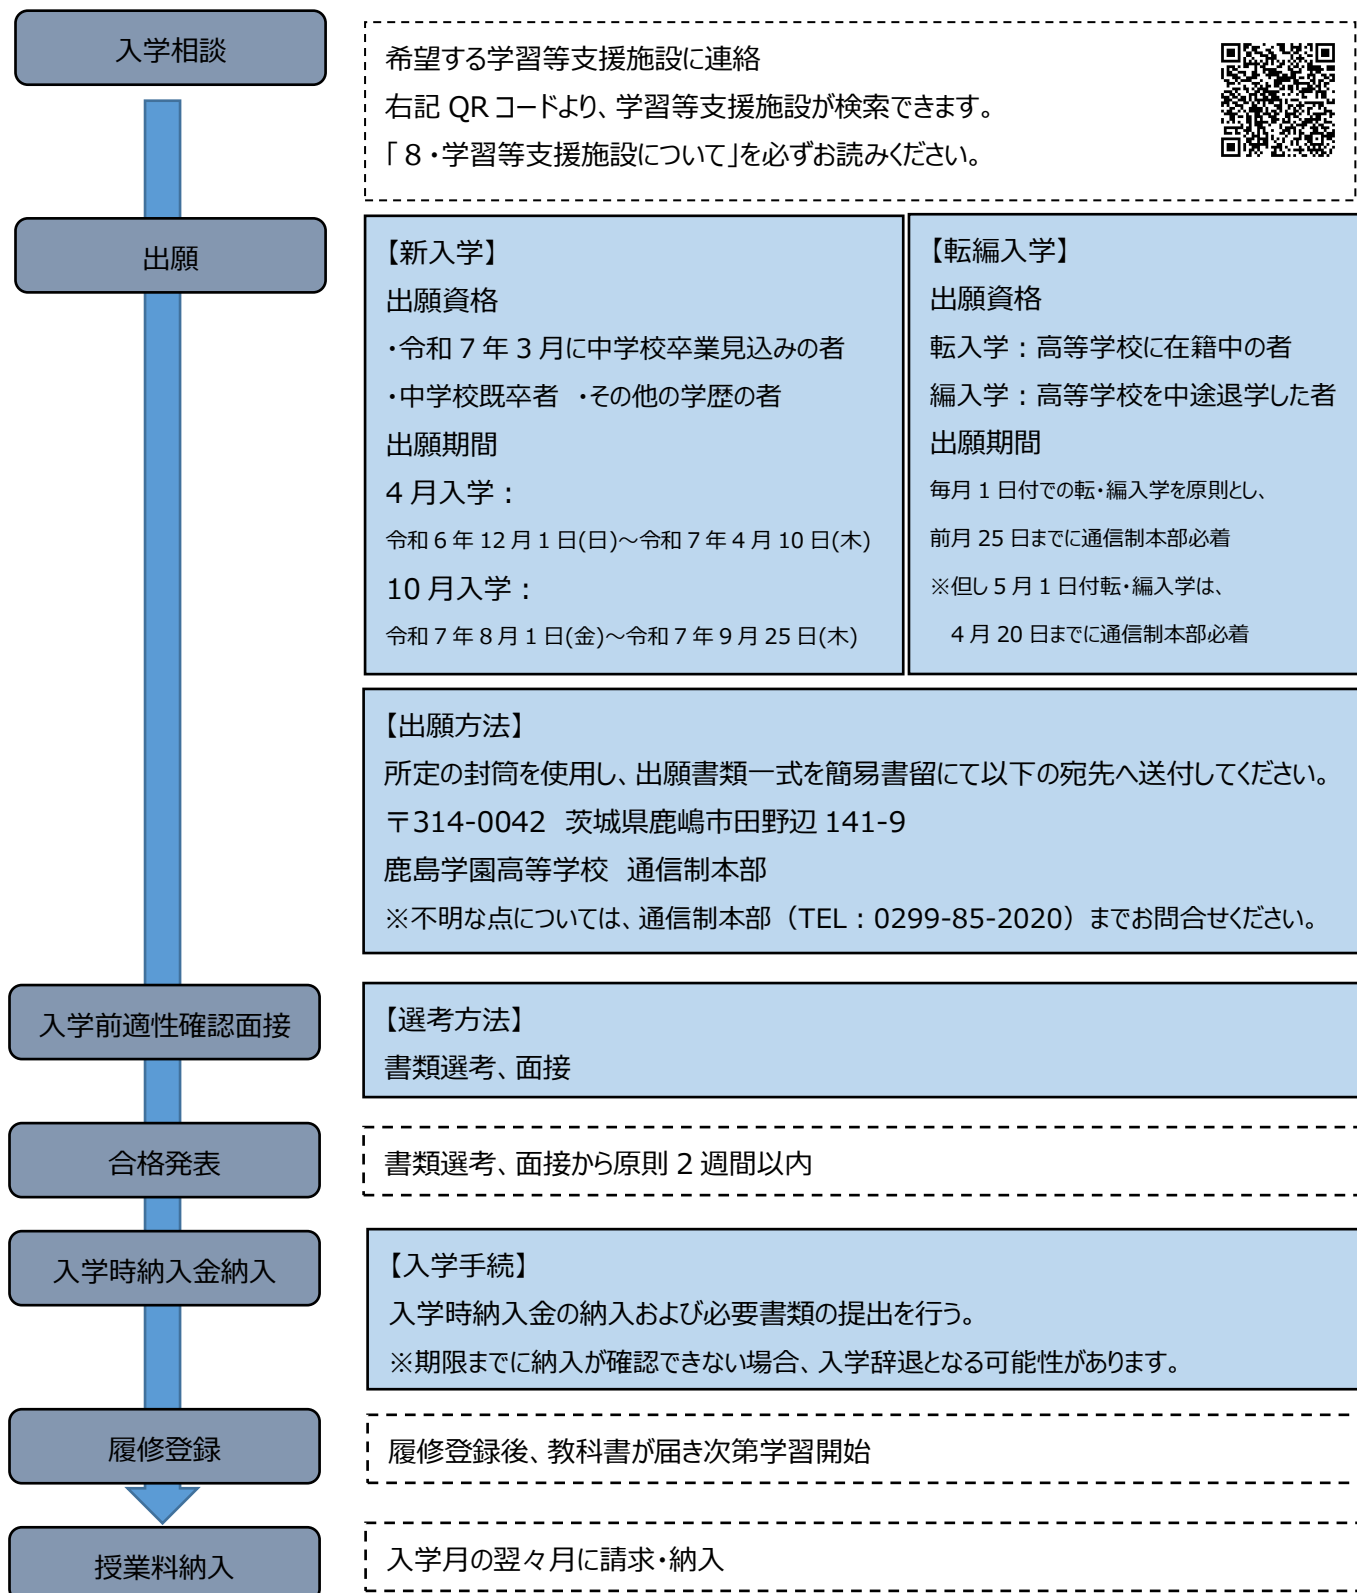 入学相談
希望する学習等支援施設に連絡
右記 QR コードより、学習等支援施設が検索できます。
「8・学習等支援施設について」を必ずお読みください。
出願
【新入学】
出願資格
・令和 7 年 3 月に中学校卒業見込みの者
・中学校既卒者 ・その他の学歴の者
出願期間
4 月入学：
令和 6 年 12 月 1 日(日)～令和 7 年 4 月 10 日(木)
10 月入学：
令和 7 年 8 月 1 日(金)～令和 7 年 9 月 25 日(木)
【転編入学】
出願資格
転入学：高等学校に在籍中の者
編入学：高等学校を中途退学した者
出願期間
毎月 1 日付での転・編入学を原則とし、
前月 25 日までに通信制本部必着
※但し 5 月 1 日付転・編入学は、
4 月 20 日までに通信制本部必着
【出願方法】
所定の封筒を使用し、出願書類一式を簡易書留にて以下の宛先へ送付してください。
〒314-0042 茨城県鹿嶋市田野辺 141-9
鹿島学園高等学校 通信制本部
※不明な点については、通信制本部（TEL：0299-85-2020）までお問合せください。
入学前適性確認面接
【選考方法】
書類選考、面接
合格発表
書類選考、面接から原則 2 週間以内
入学時納入金納入
【入学手続】
入学時納入金の納入および必要書類の提出を行う。
※期限までに納入が確認できない場合、入学辞退となる可能性があります。
履修登録
履修登録後、教科書が届き次第学習開始
授業料納入
入学月の翌々月に請求・納入